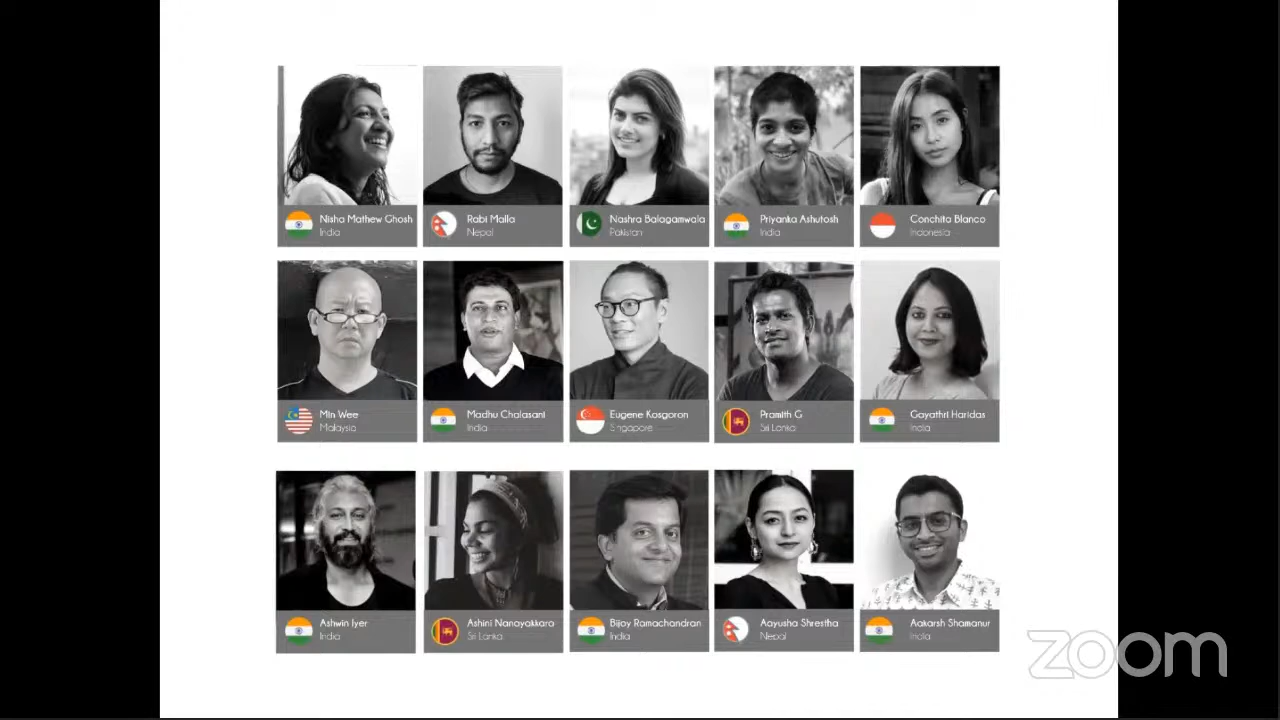 Nisha Mathew Ghosh
India
Rabi Malla
Nepal
Nashra Balagamwala
Pakistan
Priyanka Ashutosh
India
Conchita Blanco
Indonesia
Min Wee
Malaysia
Madhu Chalasani
India
Eugene Kosgoron
Singapore
Pramith G
Sri Lanka
Gayathri Haridas
India
Ashwin Iyer
India
Ashini Nanayakkara
Sri Lanka
Bijoy Ramachandran
India
Aayusha Shrestha
Nepal
Aakarsh Shamanur
India
zoom